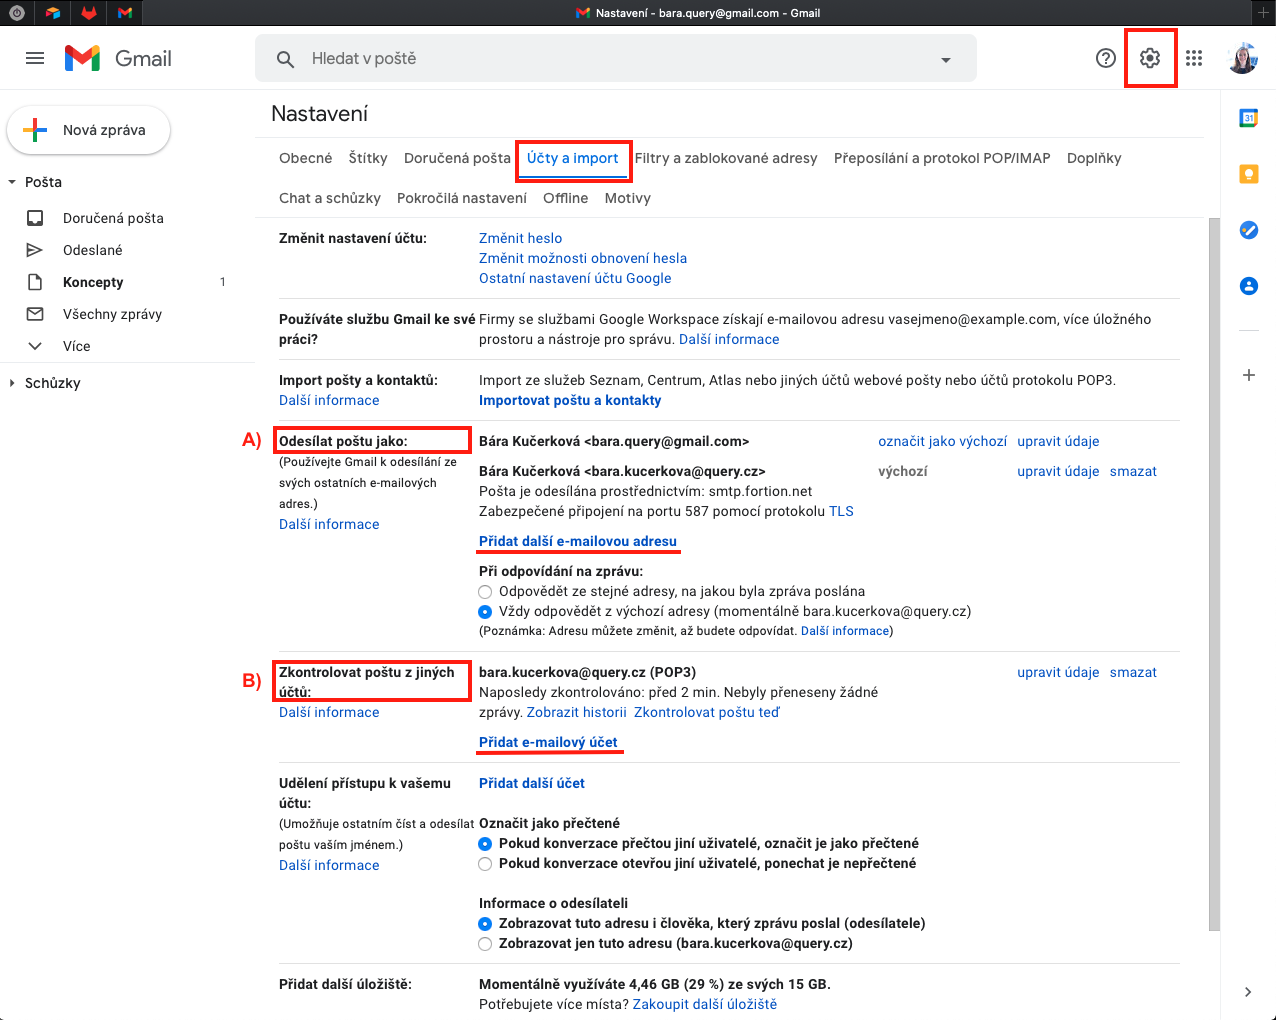 Nastavení - bara.query@gmail.com - Gmail
Gmail
Hledat v poště
Nová zpráva
Pošta
Doručená pošta
Odeslané
Koncepty 1
Všechny zprávy
Více
Schůzky
31
Nastavení
Obecné Štítky Doručená pošta Účty a import Filtry a zablokované adresy Přeposílání a protokol POP/IMAP Doplňky
Chat a schůzky Pokročilá nastavení Offline Motivy
Změnit nastavení účtu:
Změnit heslo
Změnit možnosti obnovení hesla
Ostatní nastavení účtu Google
Používáte službu Gmail ke své
práci?
Firmy se službami Google Workspace získají e-mailovou adresu vasejmeno@example.com, více úložného
prostoru a nástroje pro správu. Další informace
Import pošty a kontaktů:
Další informace
Import ze služeb Seznam, Centrum, Atlas nebo jiných účtů webové pošty nebo účtů protokolu POP3.
Importovat poštu a kontakty
A)
Odesílat poštu jako:
(Používejte Gmail k odesílání ze
svých ostatních e-mailových
adres.)
Další informace
Bára Kučerková <bara.query@gmail.com> označit jako výchozí upravit údaje
Bára Kučerková <bara.kucerkova@query.cz> výchozí upravit údaje smazat
Pošta je odesílána prostřednictvím: smtp.fortion.net
Zabezpečené připojení na portu 587 pomocí protokolu TLS
Přidat další e-mailovou adresu
Při odpovídání na zprávu:
Odpovědět ze stejné adresy, na jakou byla zpráva poslána
Vždy odpovědět z výchozí adresy (momentálně bara.kucerkova@query.cz)
(Poznámka: Adresu můžete změnit, až budete odpovídat. Další informace)
B)
Zkontrolovat poštu z jiných
účtů:
Další informace
bara.kucerkova@query.cz (POP3) upravit údaje smazat
Naposledy zkontrolováno: před 2 min. Nebyly přeneseny žádné
zprávy. Zobrazit historii Zkontrolovat poštu teď
Přidat e-mailový účet
Udělení přístupu k vašemu
účtu:
(Umožňuje ostatním číst a odesílat
poštu vaším jménem.)
Další informace
Přidat další účet
Označit jako přečtené
Pokud konverzace přečtou jiní uživatelé, označit je jako přečtené
Pokud konverzace otevřou jiní uživatelé, ponechat je nepřečtené
Informace o odesílateli
Zobrazovat tuto adresu i člověka, který zprávu poslal (odesílatele)
Zobrazovat jen tuto adresu (bara.kucerkova@query.cz)
Přidat další úložiště:
Momentálně využíváte 4,46 GB (29 %) ze svých 15 GB.
Potřebujete více místa? Zakoupit další úložiště